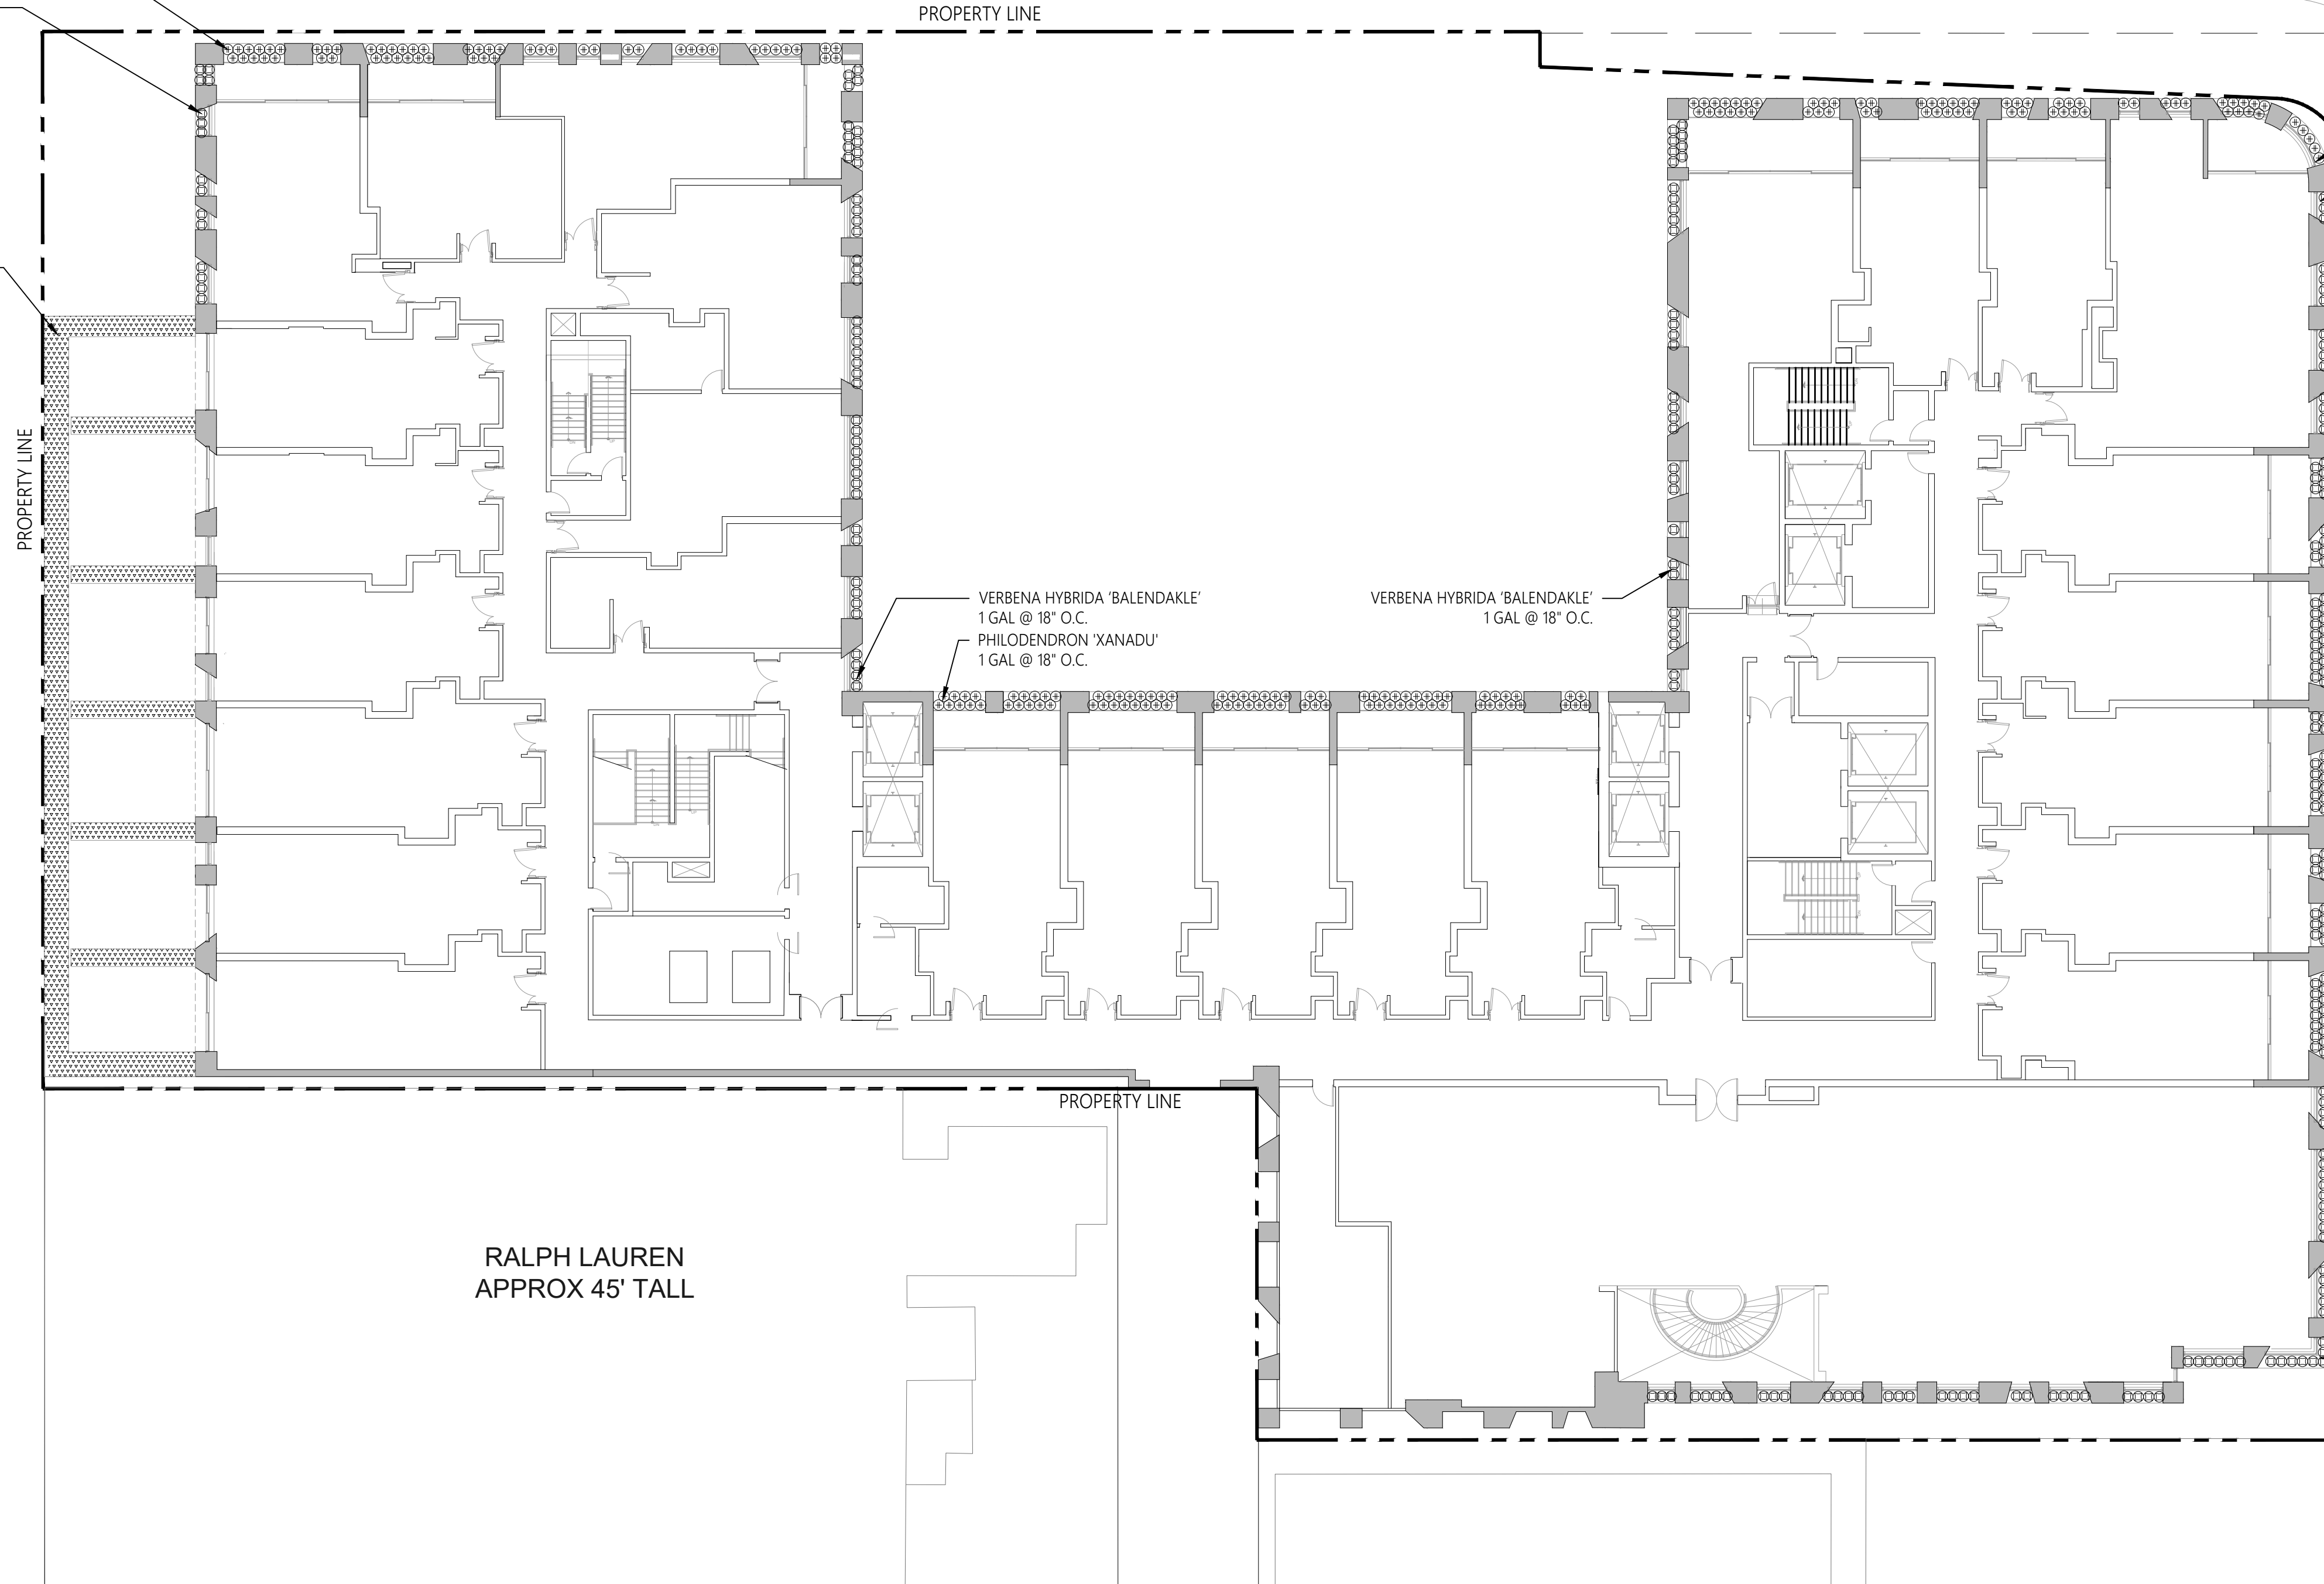 PROPERTY LINE
PROPERTY LINE
VERBENA HYBRIDA ‘BALENDAKLE’
1 GAL @ 18" O.C.
PHILODENDRON 'XANADU'
1 GAL @ 18" O.C.
VERBENA HYBRIDA ‘BALENDAKLE’
1 GAL @ 18" O.C.
PROPERTY LINE
RALPH LAUREN
APPROX 45' TALL